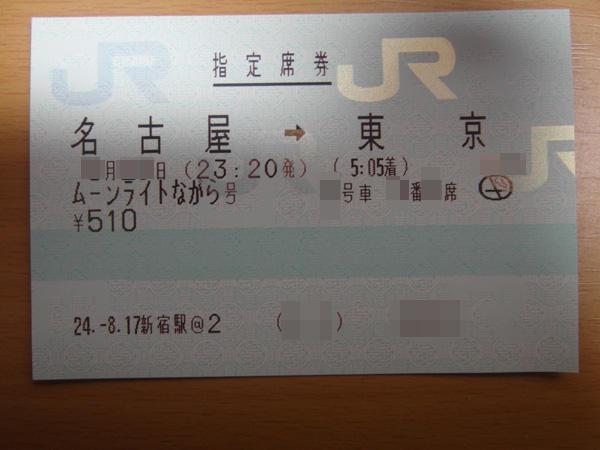 JR JR JR
指定席券
名古屋 → 東京
月 日 (23:20発) (5:05着)
ムーンライトながら号 号車 番 席
¥510
24.-8.17新宿駅@2 ( )